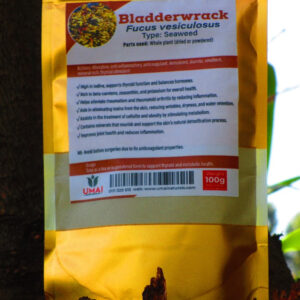 Bladderwrack
Fucus vesiculosus
Type: Seaweed
Parts used: Whole plant (dried or powdered)
✓ High in iodine, supports thyroid function and balances hormones.
✓ Rich in beta-carotene, zeaxanthin, and potassium for overall health.
✓ Helps alleviate rheumatism and rheumatoid arthritis by reducing inflammation.
✓ Aids in eliminating toxins from the skin, reducing wrinkles, dryness, and water retention.
✓ Assists in the treatment of cellulite and obesity by stimulating metabolism.
✓ Contains minerals that nourish and support the skin's natural detoxification process.
✓ Improves joint health and reduces inflammation.
NB: Avoid before surgeries due to its anticoagulant properties.
UMAI
Weight:
100g